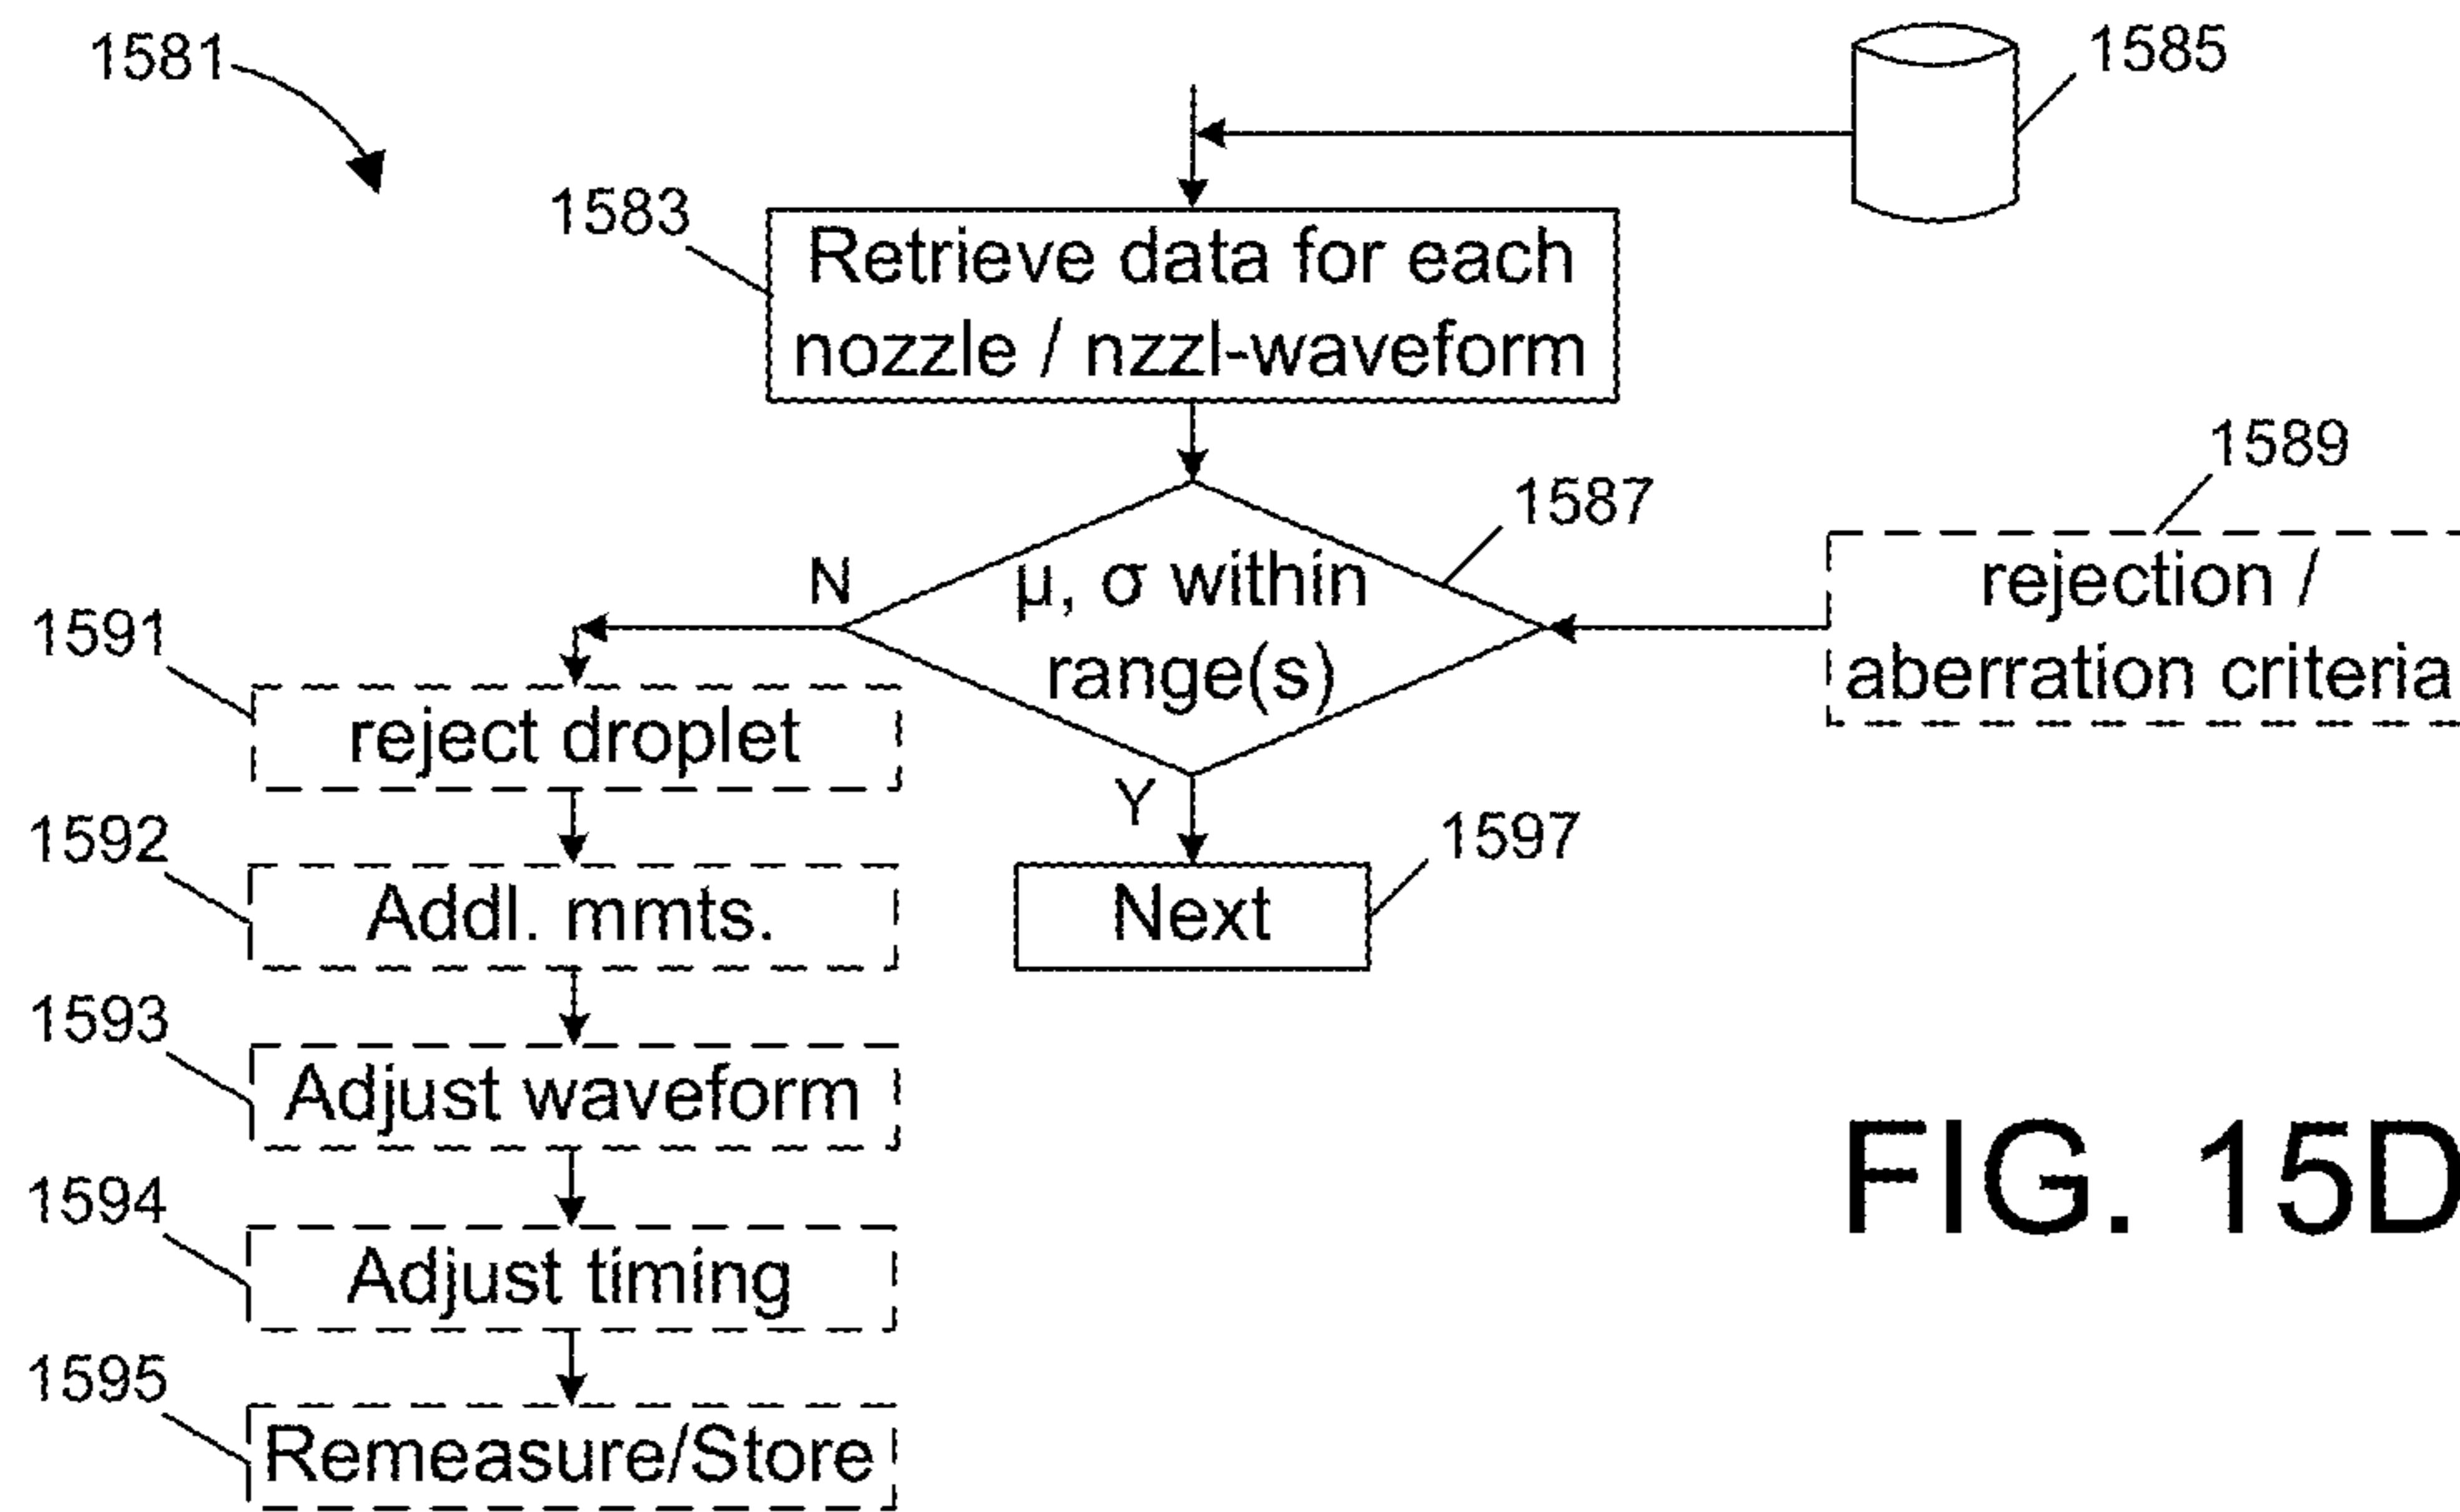 1581
1585
1583
Retrieve data for each
nozzle / nzzl-waveform
1589
1587
N
μ, σ within
range(s)
rejection /
aberration criteria
1591
reject droplet
Y
1592
Addl. mmts.
1597
Next
1593
Adjust waveform
1594
Adjust timing
1595
Remeasure/Store
FIG. 15D